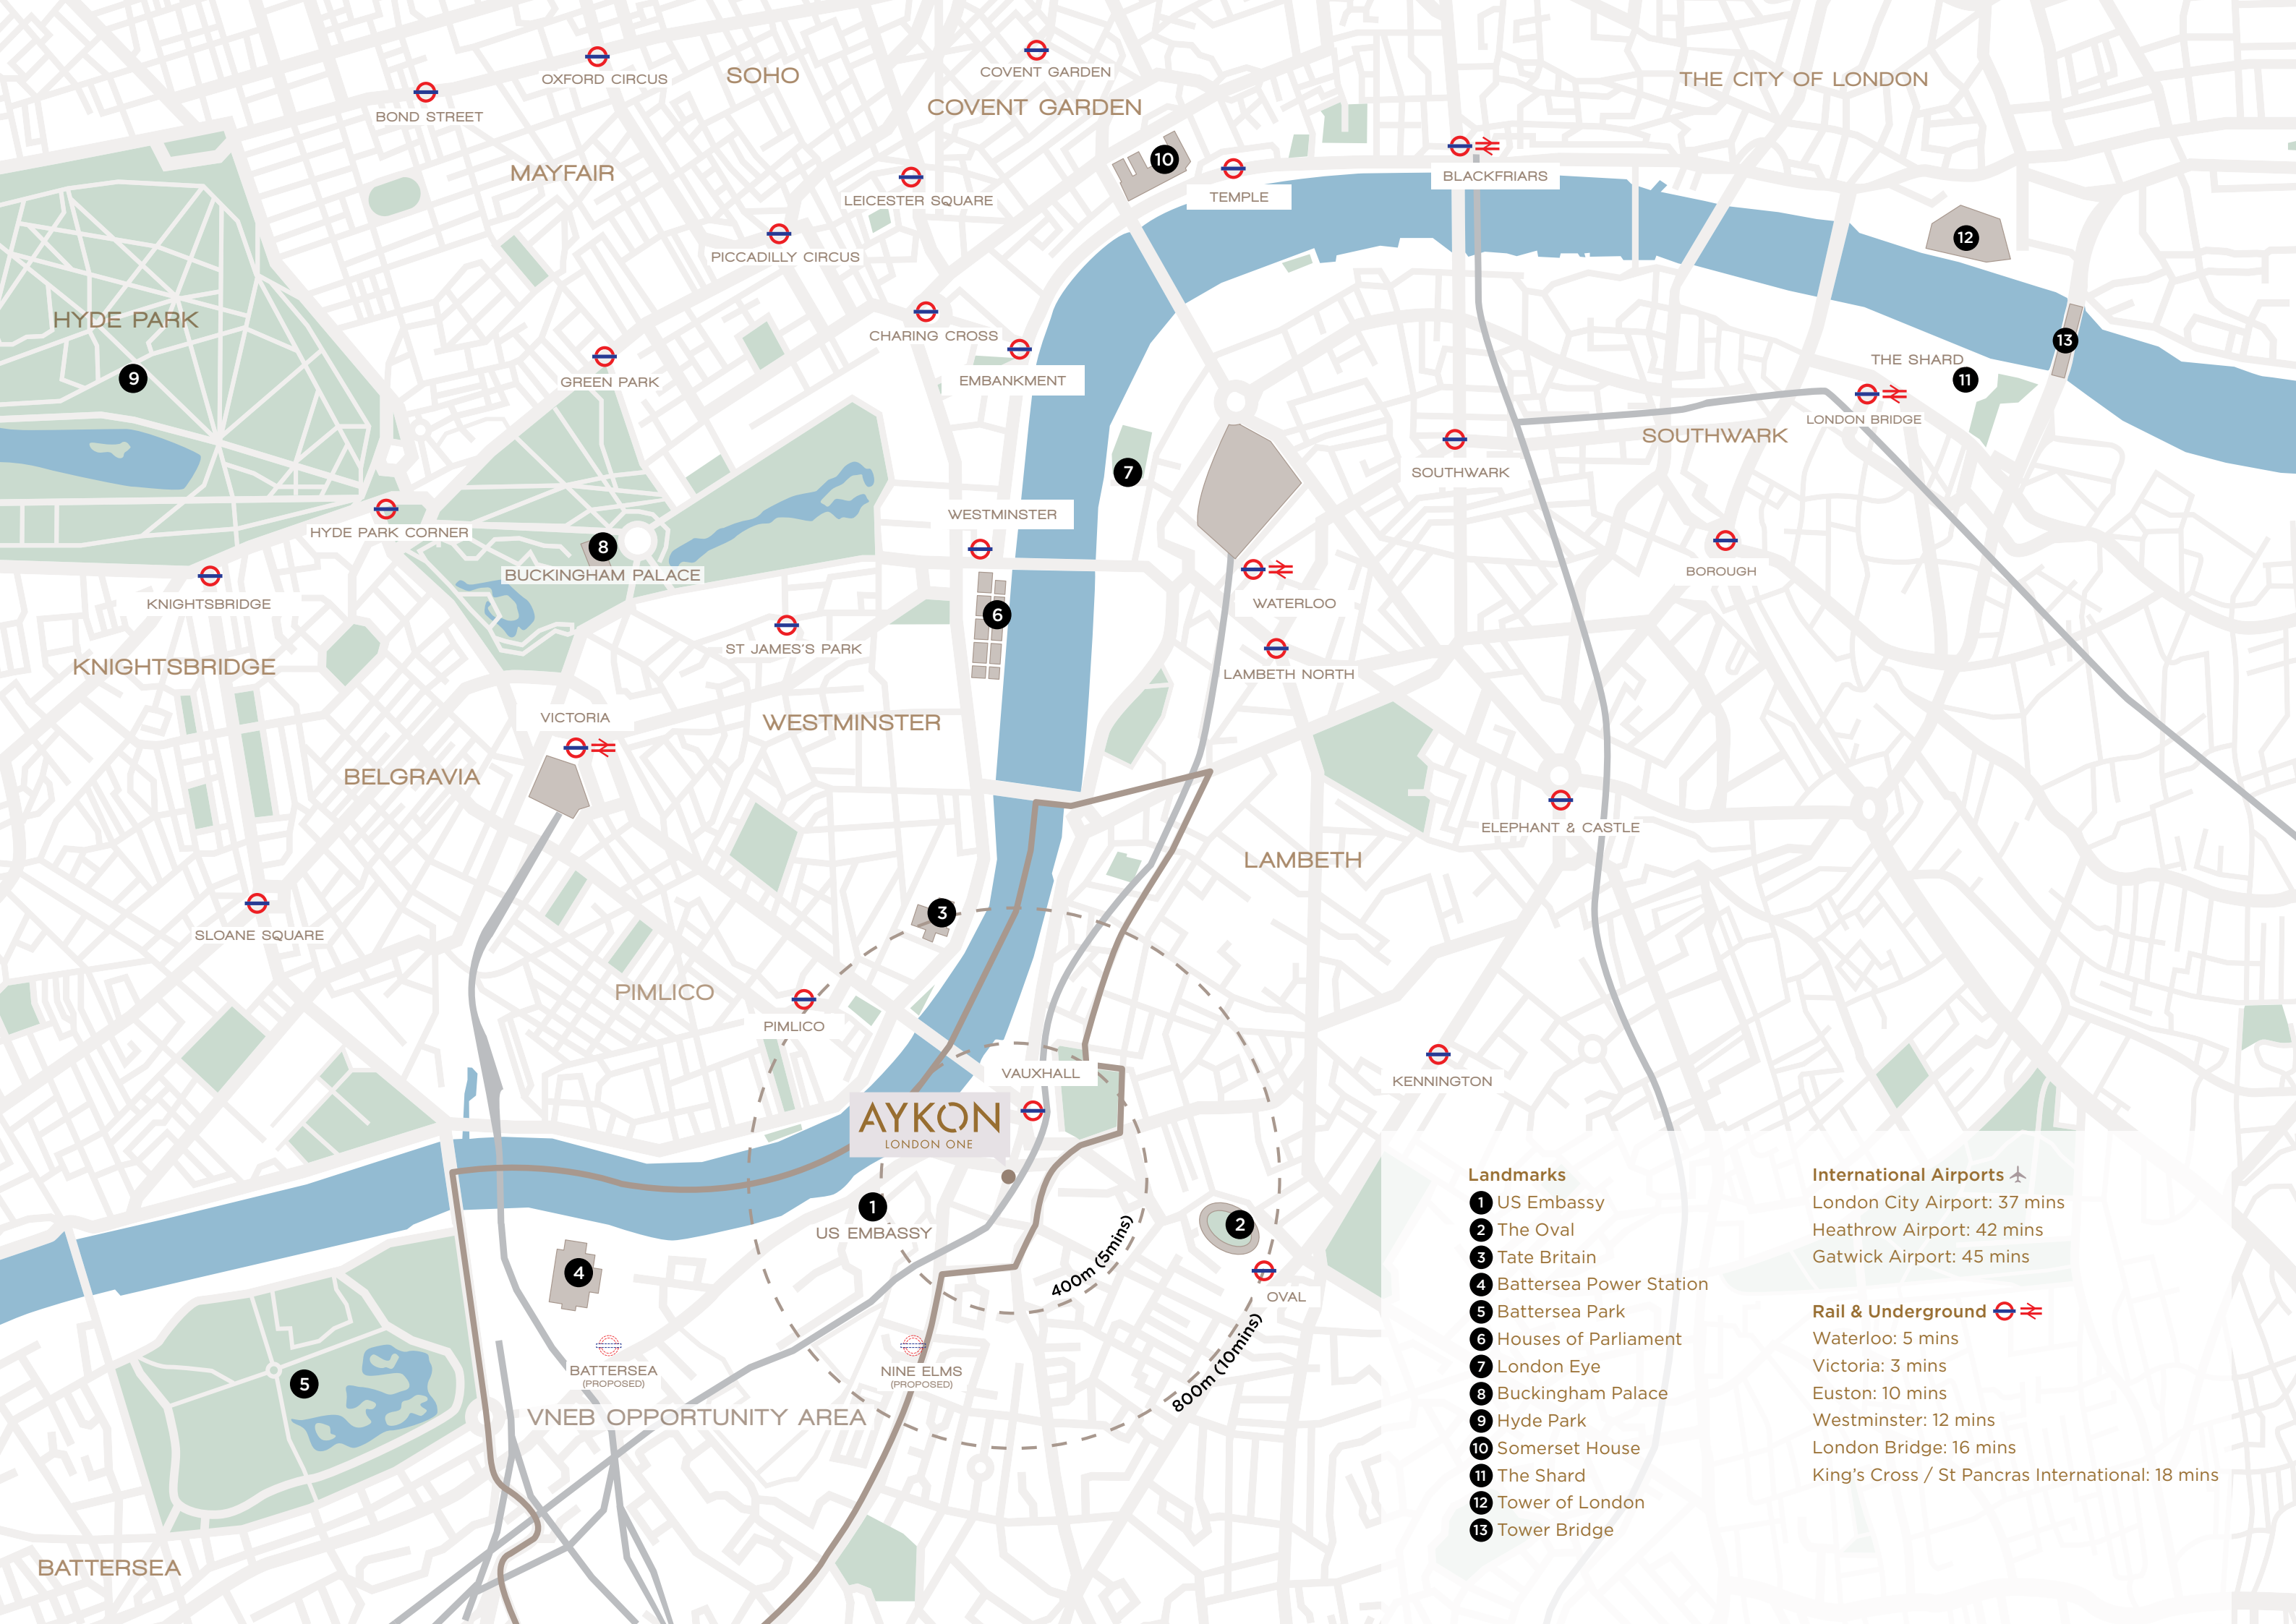 OXFORD CIRCUS
SOHO
COVENT GARDEN
COVENT GARDEN
THE CITY OF LONDON
BOND STREET
MAYFAIR
10
LEICESTER SQUARE
TEMPLE
BLACKFRIARS
12
PICCADILLY CIRCUS
HYDE PARK
9
CHARING CROSS
EMBANKMENT
GREEN PARK
13
THE SHARD
11
LONDON BRIDGE
SOUTHWARK
SOUTHWARK
7
WESTMINSTER
HYDE PARK CORNER
8
BUCKINGHAM PALACE
BOROUGH
KNIGHTSBRIDGE
6
WATERLOO
ST JAMES'S PARK
LAMBETH NORTH
KNIGHTSBRIDGE
VICTORIA
WESTMINSTER
BELGRAVIA
ELEPHANT & CASTLE
LAMBETH
3
SLOANE SQUARE
PIMLICO
PIMLICO
VAUXHALL
KENNINGTON
AYKON
LONDON ONE
1
US EMBASSY
2
400m (5mins)
4
OVAL
800m (10mins)
BATTERSEA
(PROPOSED)
NINE ELMS
(PROPOSED)
5
VNEB OPPORTUNITY AREA
BATTERSEA
Landmarks
1 US Embassy
2 The Oval
3 Tate Britain
4 Battersea Power Station
5 Battersea Park
6 Houses of Parliament
7 London Eye
8 Buckingham Palace
9 Hyde Park
10 Somerset House
11 The Shard
12 Tower of London
13 Tower Bridge
International Airports
London City Airport: 37 mins
Heathrow Airport: 42 mins
Gatwick Airport: 45 mins
Rail & Underground
Waterloo: 5 mins
Victoria: 3 mins
Euston: 10 mins
Westminster: 12 mins
London Bridge: 16 mins
King's Cross / St Pancras International: 18 mins